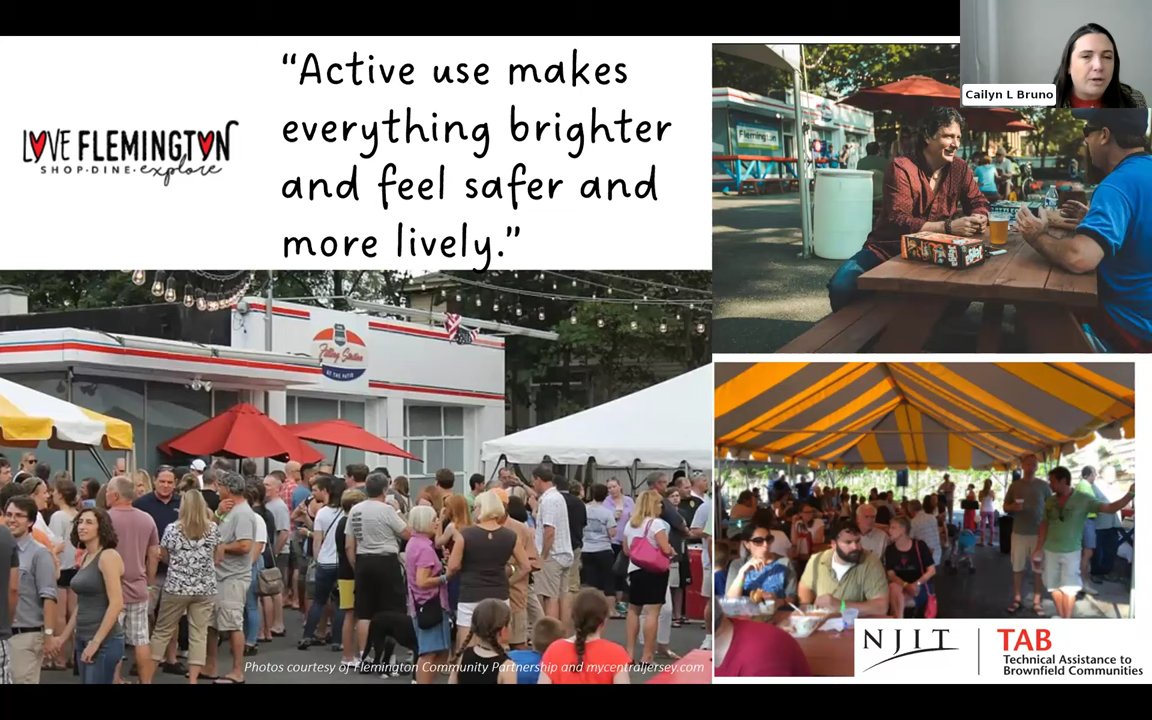 Cailyn L Bruno
LOVE FLEMINGTON
SHOP·DINE·explore
“Active use makes
everything brighter
and feel safer and
more lively.”
Flemington
Filling Station
AT THE PATIO
Photos courtesy of Flemington Community Partnership and mycentraljersey.com
NJIT
TAB
Technical Assistance to
Brownfield Communities